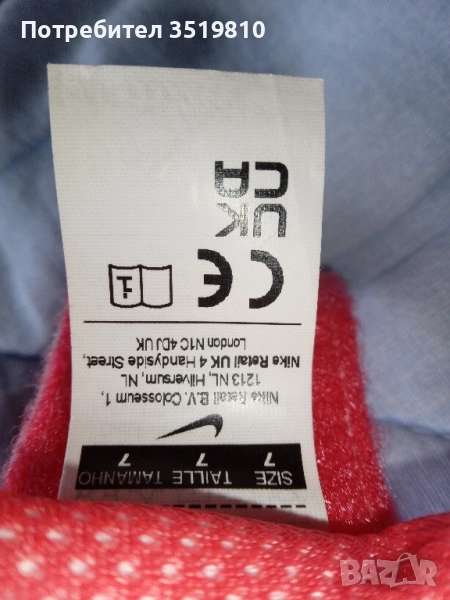 Потребител 3519810
SIZE TAILLE TAMANHO
7 7 7
Nike Retail B.V. Colosseum 1,
1213 NL, Hilversum, NL
Nike Retail UK 4 Handyside Street,
London N1C 4DJ UK
i
CE
UK
CA
BAZAR